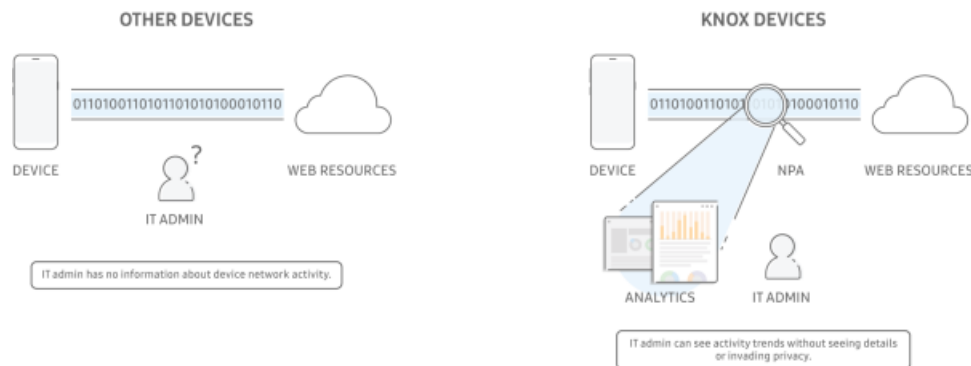 OTHER DEVICES
011010011010110101010100010110
DEVICE
?
WEB RESOURCES
IT ADMIN
IT admin has no information about device network activity.
KNOX DEVICES
DEVICE
NPA
WEB RESOURCES
ANALYTICS
IT ADMIN
IT admin can see activity trends without seeing details
or invading privacy.